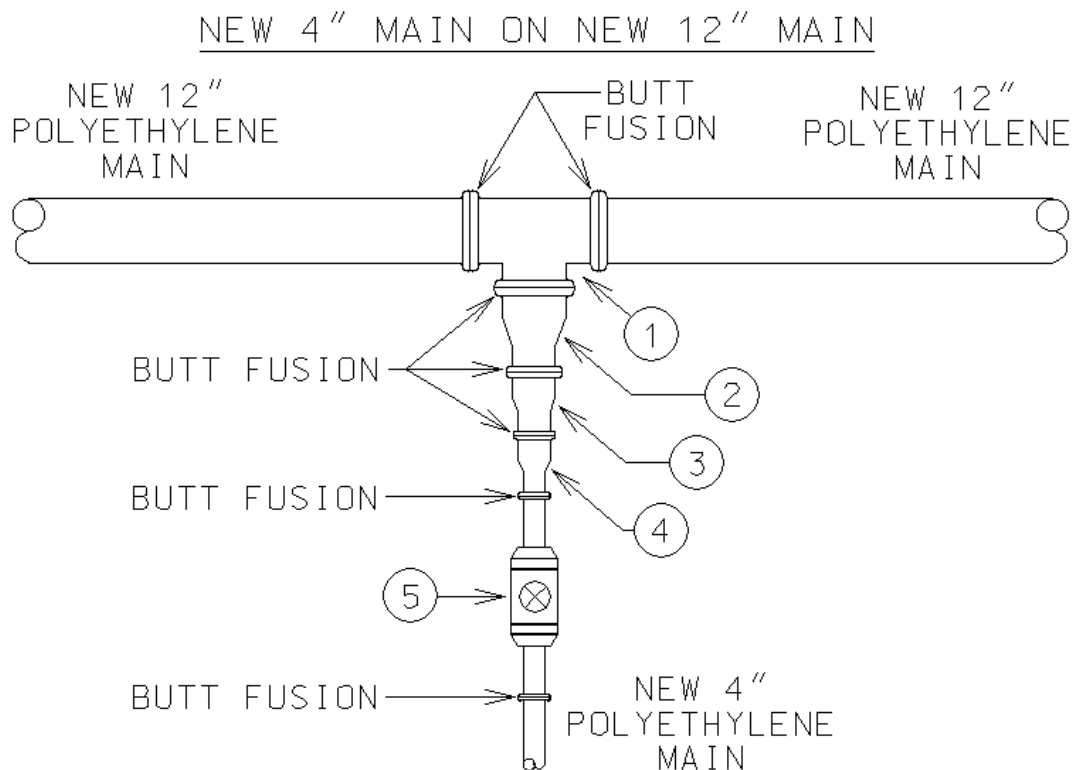 NEW 4" MAIN ON NEW 12" MAIN
NEW 12"
POLYETHYLENE
MAIN
BUTT
FUSION
NEW 12"
POLYETHYLENE
MAIN
1
BUTT FUSION
2
3
BUTT FUSION
4
5
BUTT FUSION
NEW 4"
POLYETHYLENE
MAIN